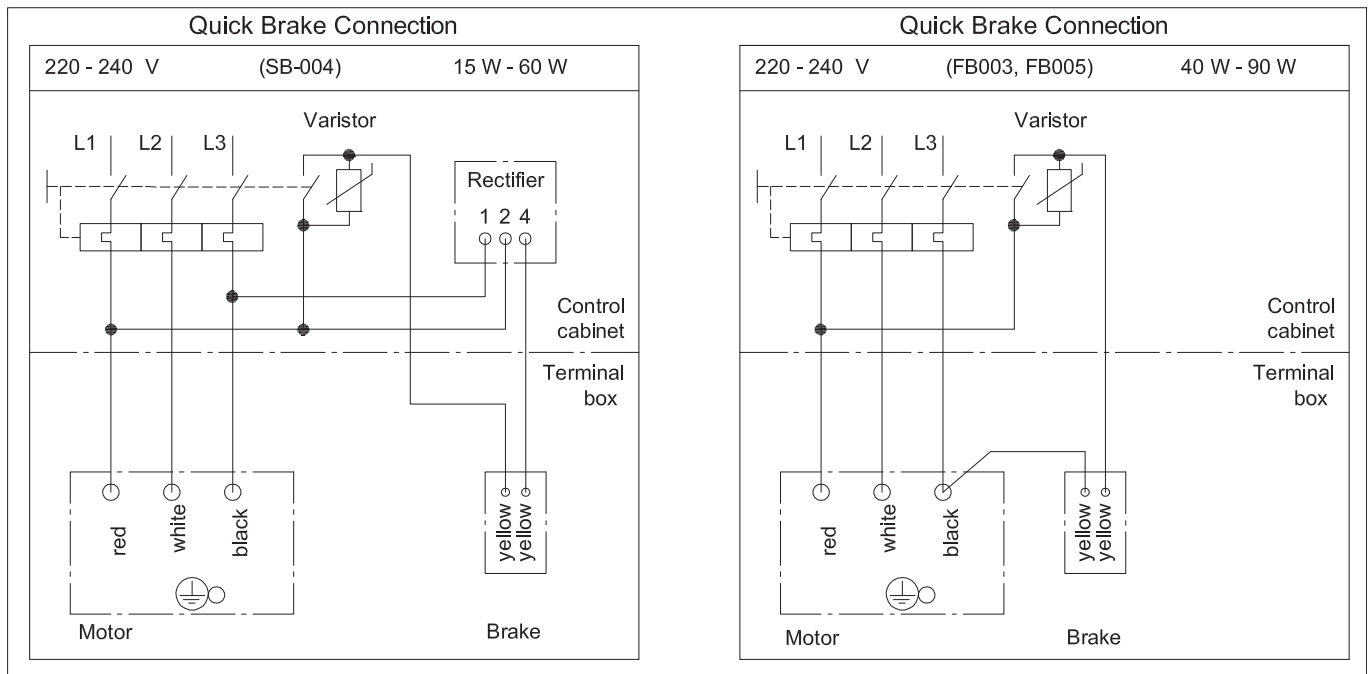 Quick Brake Connection
220 - 240 V (SB-004) 15 W - 60 W
Varistor
L1 L2 L3
Rectifier
1 2 4
Control
cabinet
Terminal
box
red
white
black
yellow
yellow
Motor
Brake
Quick Brake Connection
220 - 240 V (FB003, FB005) 40 W - 90 W
Varistor
L1 L2 L3
Control
cabinet
Terminal
box
red
white
black
yellow
yellow
Motor
Brake